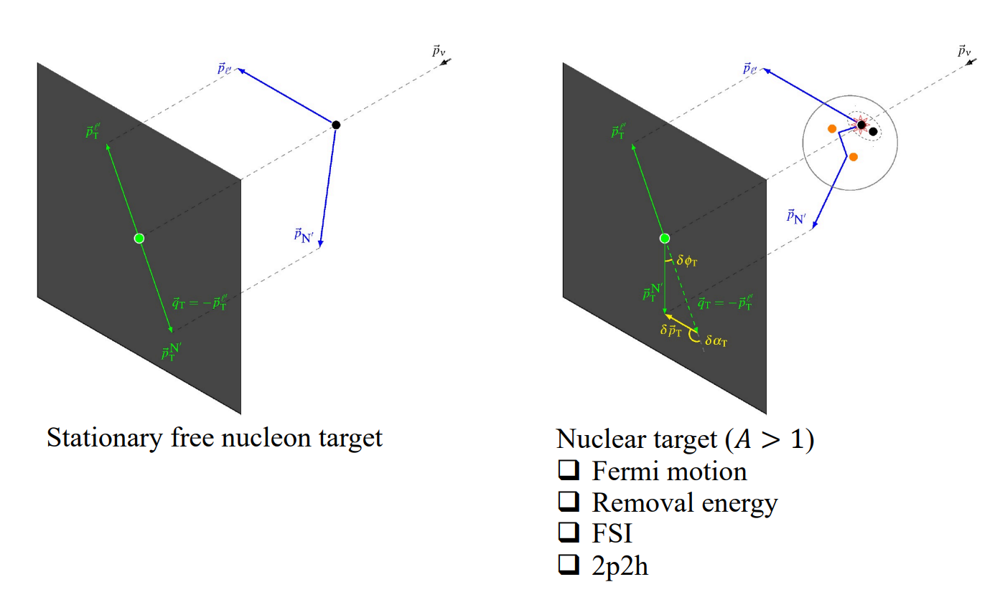 p⃗ᵥ
p⃗ℓ′
p⃗Tℓ′
p⃗N′
q⃗T = −p⃗Tℓ′
p⃗TN′
Stationary free nucleon target
p⃗ᵥ
p⃗ℓ′
p⃗Tℓ′
p⃗N′
δϕT
p⃗TN′
q⃗T = −p⃗Tℓ′
δp⃗T
δαT
Nuclear target (A > 1)
❑ Fermi motion
❑ Removal energy
❑ FSI
❑ 2p2h